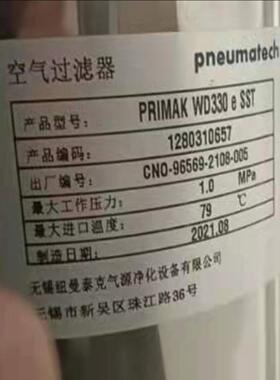 pneumatech
空气过滤器
产品型号: PRIMAK WD330 e SST
产品编码: 1280310657
出厂编号: CNO-96569-2108-005
最大工作压力: 1.0 MPa
最大进口温度: 79 ℃
制造日期: 2021.08
无锡纽曼泰克气源净化设备有限公司
无锡市新吴区珠江路36号